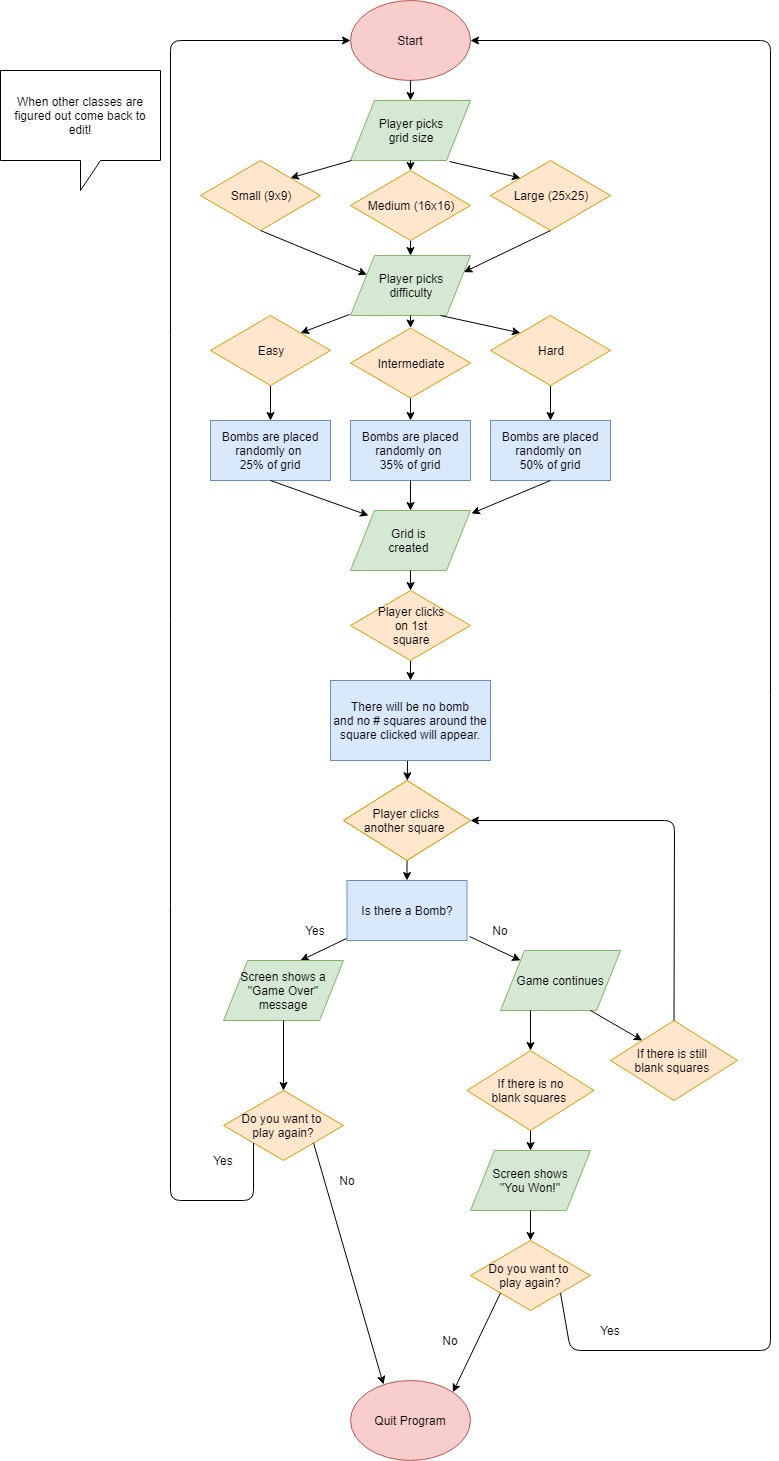 Start
When other classes are
figured out come back to
edit!
Player picks
grid size
Small (9x9)
Medium (16x16)
Large (25x25)
Player picks
difficulty
Easy
Intermediate
Hard
Bombs are placed
randomly on
25% of grid
Bombs are placed
randomly on
35% of grid
Bombs are placed
randomly on
50% of grid
Grid is
created
Player clicks
on 1st
square
There will be no bomb
and no # squares around the
square clicked will appear.
Player clicks
another square
Is there a Bomb?
Yes
No
Screen shows a
"Game Over"
message
Game continues
If there is still
blank squares
If there is no
blank squares
Do you want to
play again?
Yes
No
Screen shows
"You Won!"
Do you want to
play again?
No
Yes
Quit Program